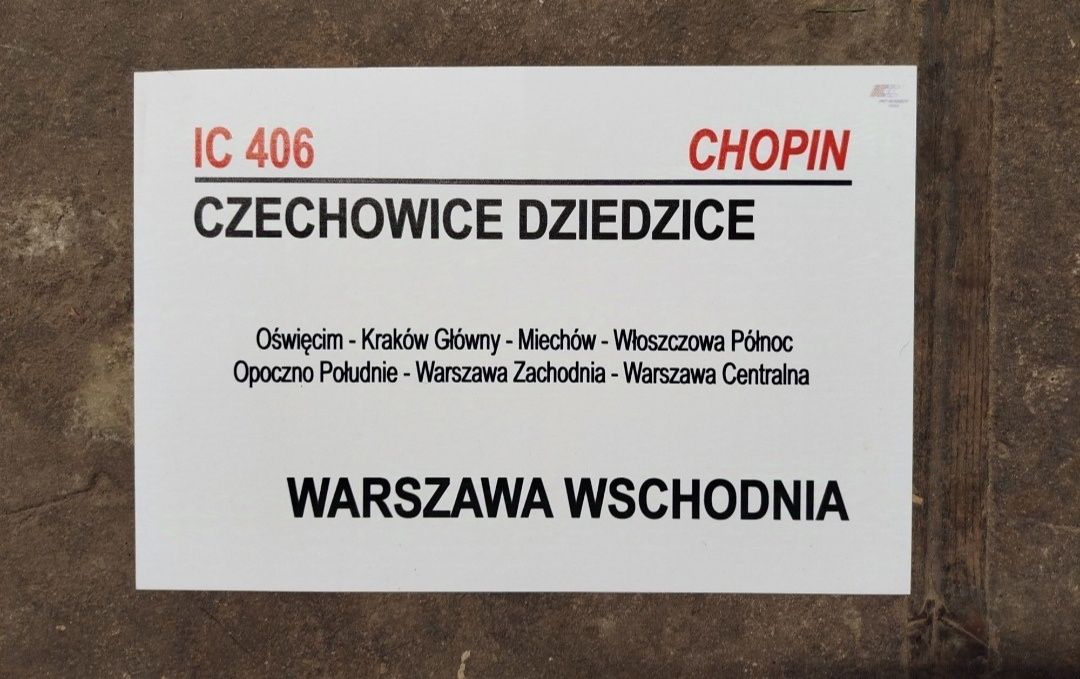 IC 406 CHOPIN
CZECHOWICE DZIEDZICE
Oświęcim - Kraków Główny - Miechów - Włoszczowa Północ
Opoczno Południe - Warszawa Zachodnia - Warszawa Centralna
WARSZAWA WSCHODNIA